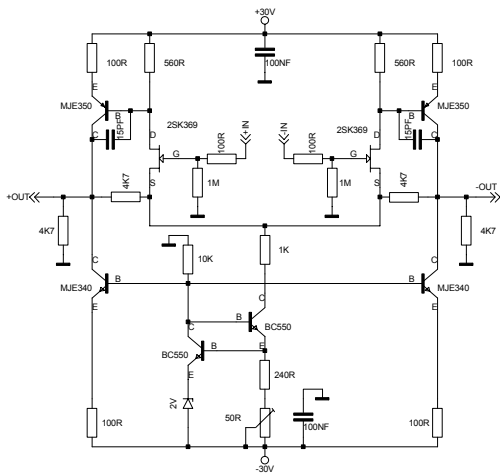 +30V
100R
560R
100NF
560R
100R
E
MJE350
B
C
15PF
2SK369
D
G
S
100R
+IN
-IN
100R
2SK369
D
G
S
E
MJE350
B
C
15PF
1M
1M
+OUT
4K7
4K7
-OUT
4K7
4K7
10K
1K
C
MJE340
B
E
C
B
BC550
E
C
B
BC550
E
C
B
MJE340
E
240R
2V
50R
100NF
100R
100R
-30V